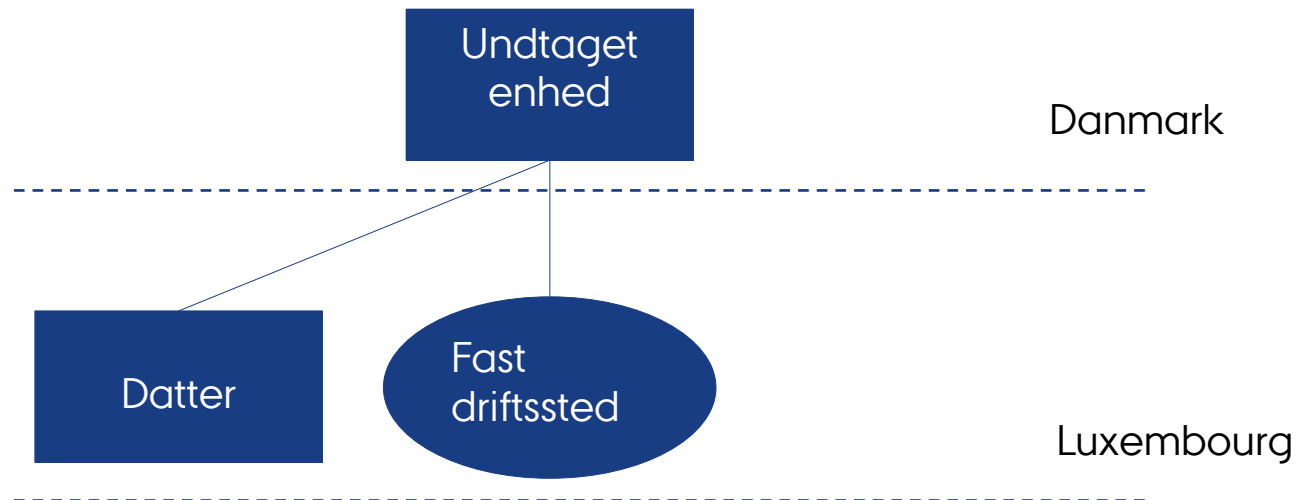 Undtaget
enhed
Danmark
Datter
Fast
driftssted
Luxembourg